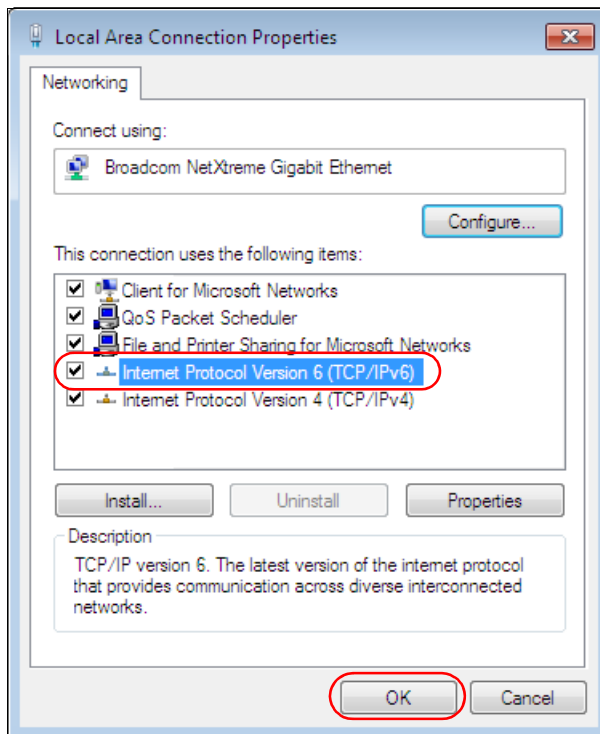 Local Area Connection Properties
Networking
Connect using:
Broadcom NetXtreme Gigabit Ethernet
Configure...
This connection uses the following items:
Client for Microsoft Networks
QoS Packet Scheduler
File and Printer Sharing for Microsoft Networks
Internet Protocol Version 6 (TCP/IPv6)
Internet Protocol Version 4 (TCP/IPv4)
Install... Uninstall Properties
Description
TCP/IP version 6. The latest version of the internet protocol
that provides communication across diverse interconnected
networks.
OK Cancel